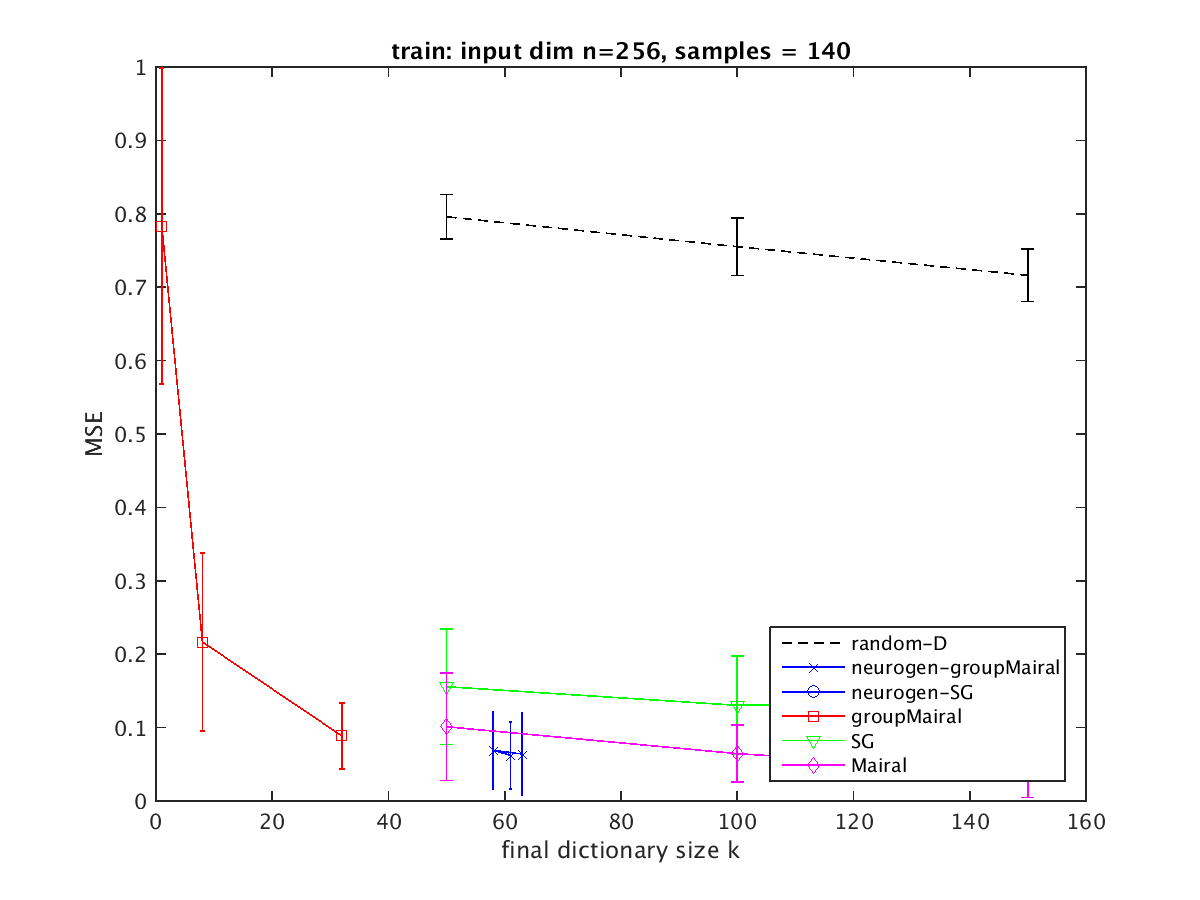 train: input dim n=256, samples = 140
1
0.9
0.8
0.7
0.6
0.5
0.4
0.3
0.2
0.1
0
MSE
random-D
neurogen-groupMairal
neurogen-SG
groupMairal
SG
Mairal
0 20 40 60 80 100 120 140 160
final dictionary size k